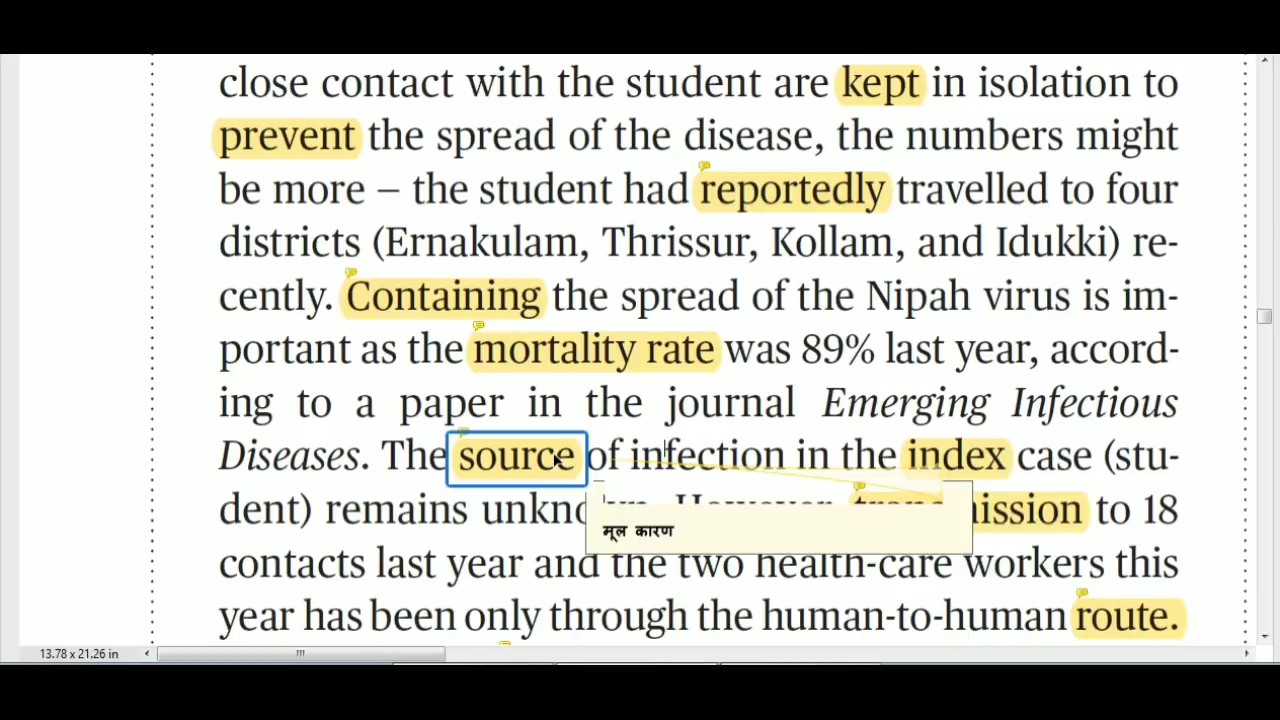 close contact with the student are kept in isolation to
prevent the spread of the disease, the numbers might
be more – the student had reportedly travelled to four
districts (Ernakulam, Thrissur, Kollam, and Idukki) re-
cently. Containing the spread of the Nipah virus is im-
portant as the mortality rate was 89% last year, accord-
ing to a paper in the journal Emerging Infectious
Diseases. The source of infection in the index case (stu-
dent) remains to 18
मूल कारण
contacts last year and the two health-care workers this
year has been only through the human-to-human route.
13.78 x 21.26 in